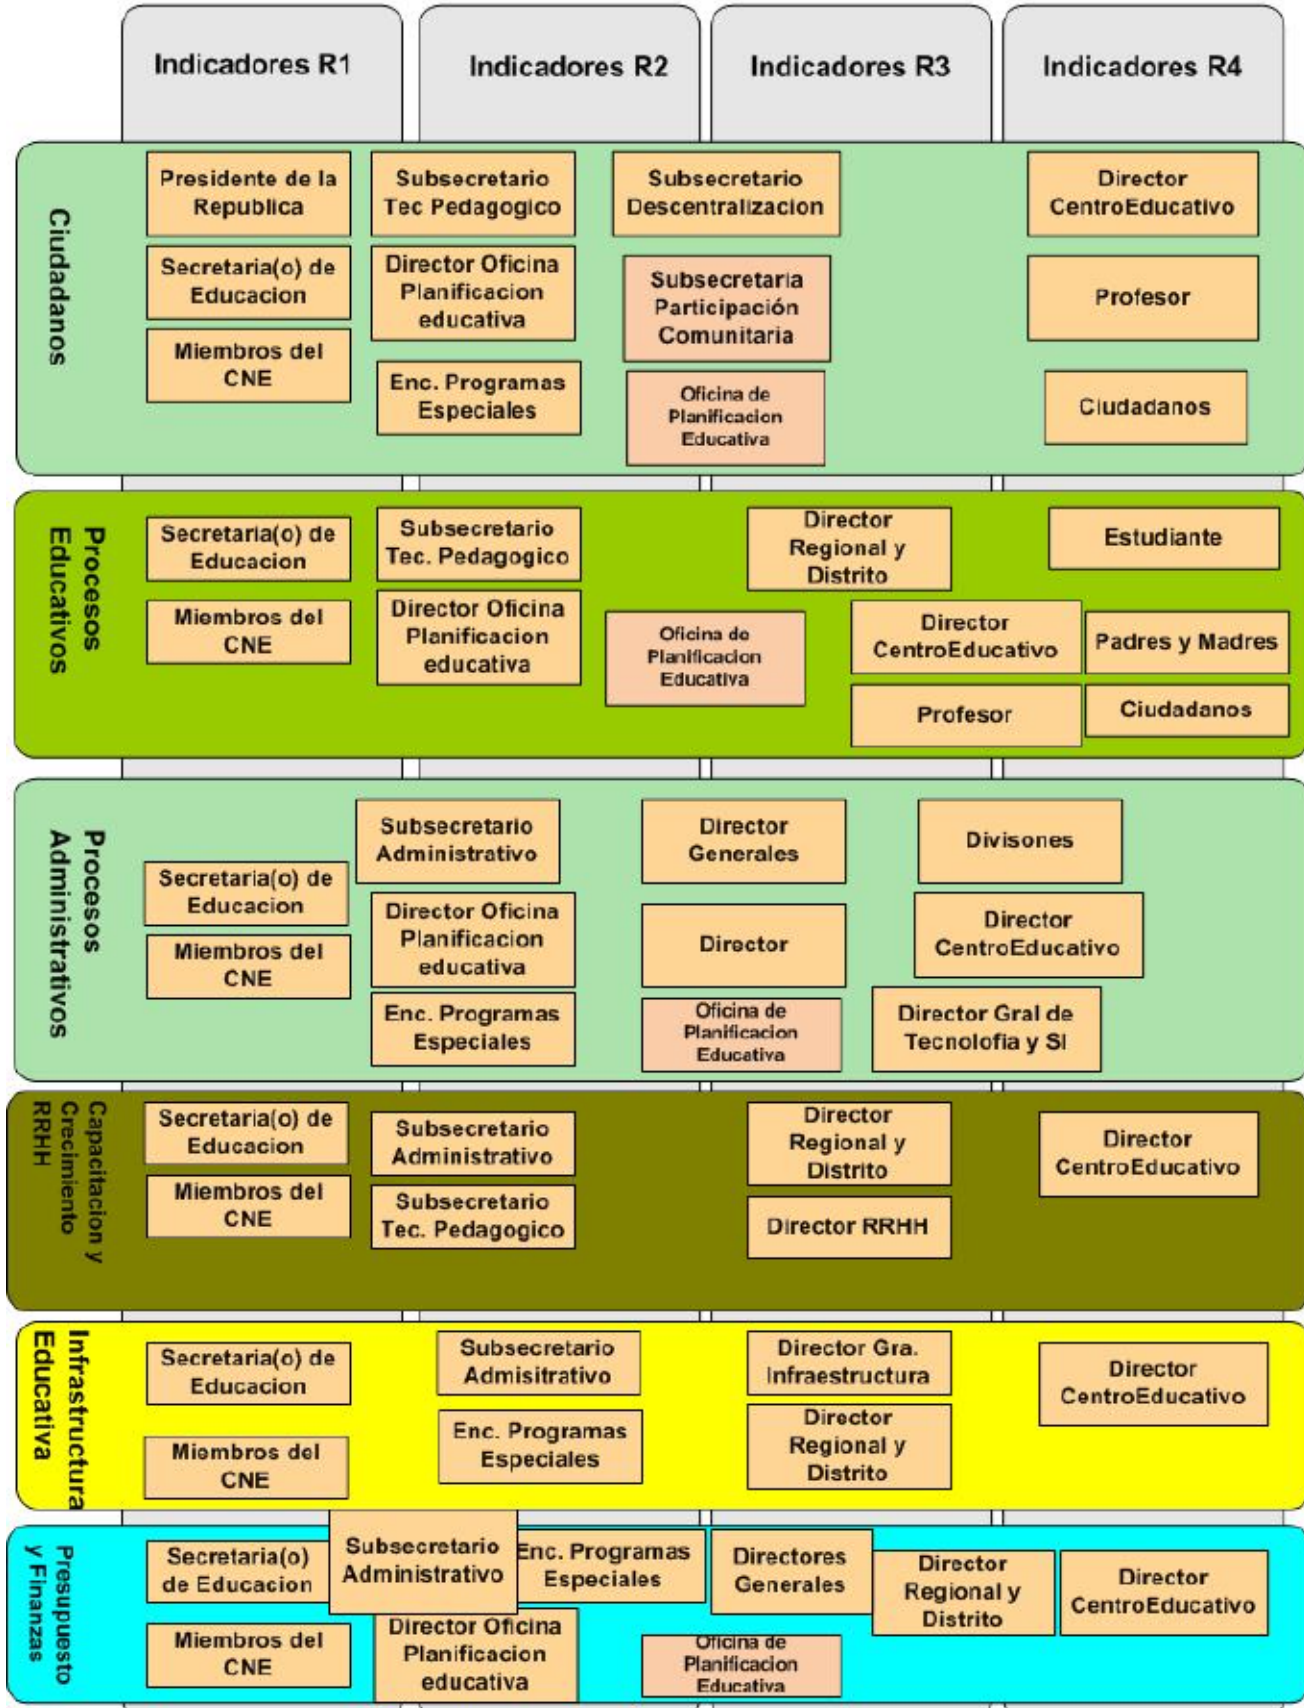 Indicadores R1
Indicadores R2
Indicadores R3
Indicadores R4
Ciudadanos
Presidente de la
Republica
Secretaria(o) de
Educacion
Miembros del
CNE
Subsecretario
Tec Pedagogico
Director Oficina
Planificacion
educativa
Enc. Programas
Especiales
Subsecretario
Descentralizacion
Subsecretaria
Participación
Comunitaria
Oficina de
Planificacion
Educativa
Director
CentroEducativo
Profesor
Ciudadanos
Procesos
Educativos
Secretaria(o) de
Educacion
Miembros del
CNE
Subsecretario
Tec. Pedagogico
Director Oficina
Planificacion
educativa
Oficina de
Planificacion
Educativa
Director
Regional y
Distrito
Director
CentroEducativo
Profesor
Estudiante
Padres y Madres
Ciudadanos
Procesos
Administrativos
Secretaria(o) de
Educacion
Miembros del
CNE
Subsecretario
Administrativo
Director Oficina
Planificacion
educativa
Enc. Programas
Especiales
Director
Generales
Director
Oficina de
Planificacion
Educativa
Divisones
Director
CentroEducativo
Director Gral de
Tecnolofia y SI
Capacitacion y
Crecimiento
RRHH
Secretaria(o) de
Educacion
Miembros del
CNE
Subsecretario
Administrativo
Subsecretario
Tec. Pedagogico
Director
Regional y
Distrito
Director RRHH
Director
CentroEducativo
Infrastructura
Educativa
Secretaria(o) de
Educacion
Miembros del
CNE
Subsecretario
Admisitrativo
Enc. Programas
Especiales
Director Gra.
Infraestructura
Director
Regional y
Distrito
Director
CentroEducativo
Presupuesto
y Finanzas
Secretaria(o)
de Educacion
Miembros del
CNE
Subsecretario
Administrativo
Director Oficina
Planificacion
educativa
Enc. Programas
Especiales
Oficina de
Planificacion
Educativa
Directores
Generales
Director
Regional y
Distrito
Director
CentroEducativo